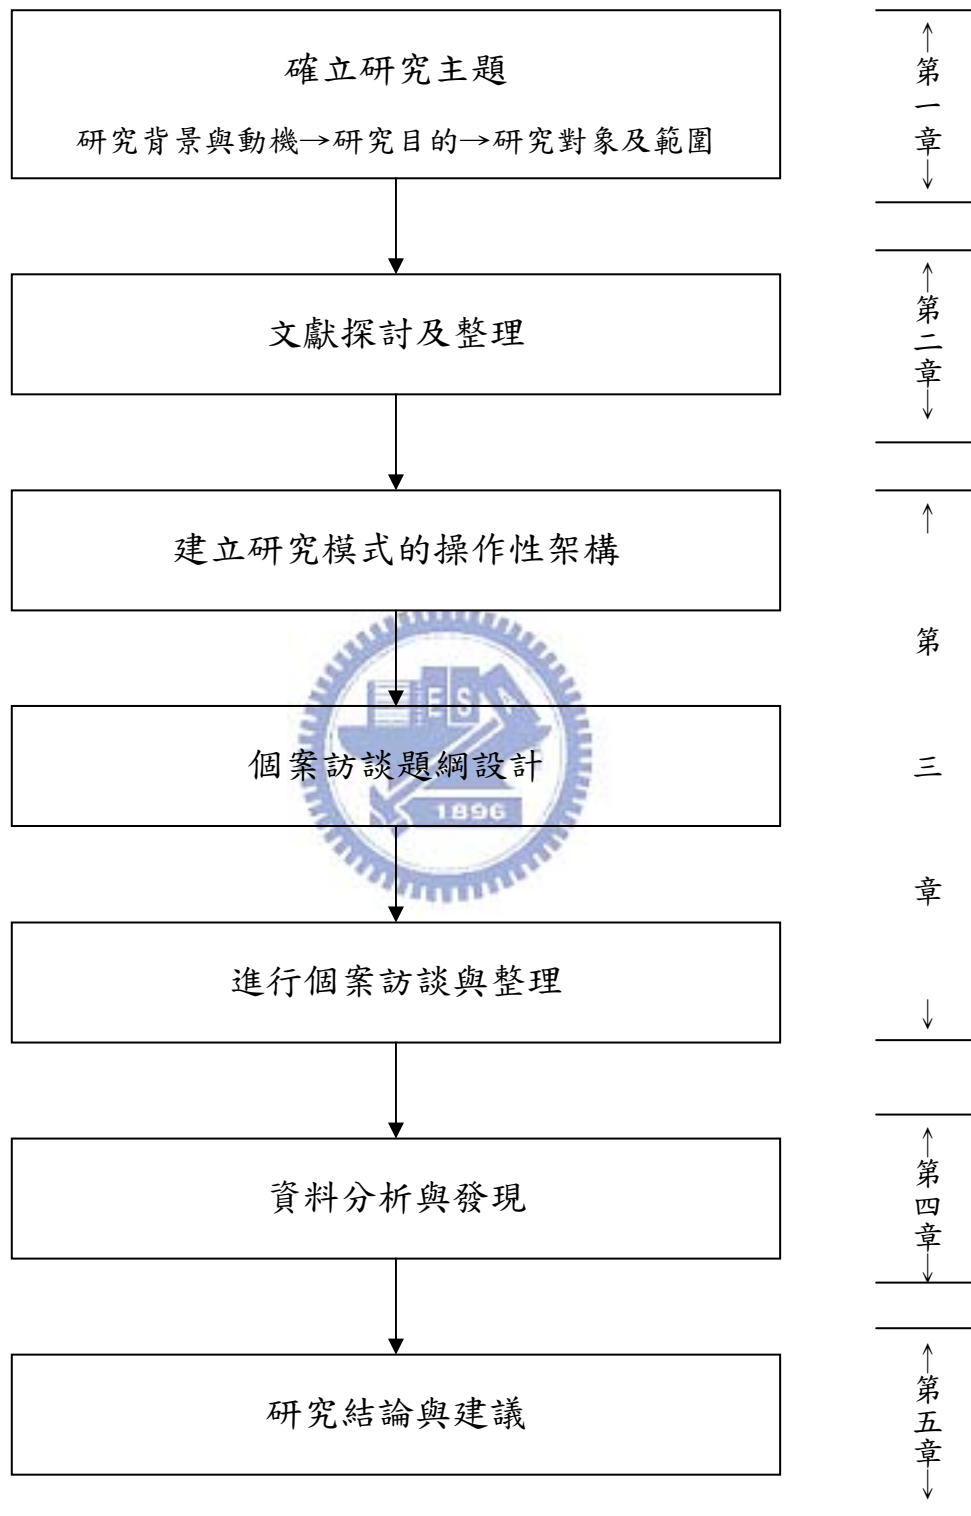 確立研究主題
研究背景與動機→研究目的→研究對象及範圍
←第一章→
文獻探討及整理
←第二章→
建立研究模式的操作性架構
ESA
個案訪談題綱設計
1896
進行個案訪談與整理
←第三章→
資料分析與發現
←第四章→
研究結論與建議
←第五章→